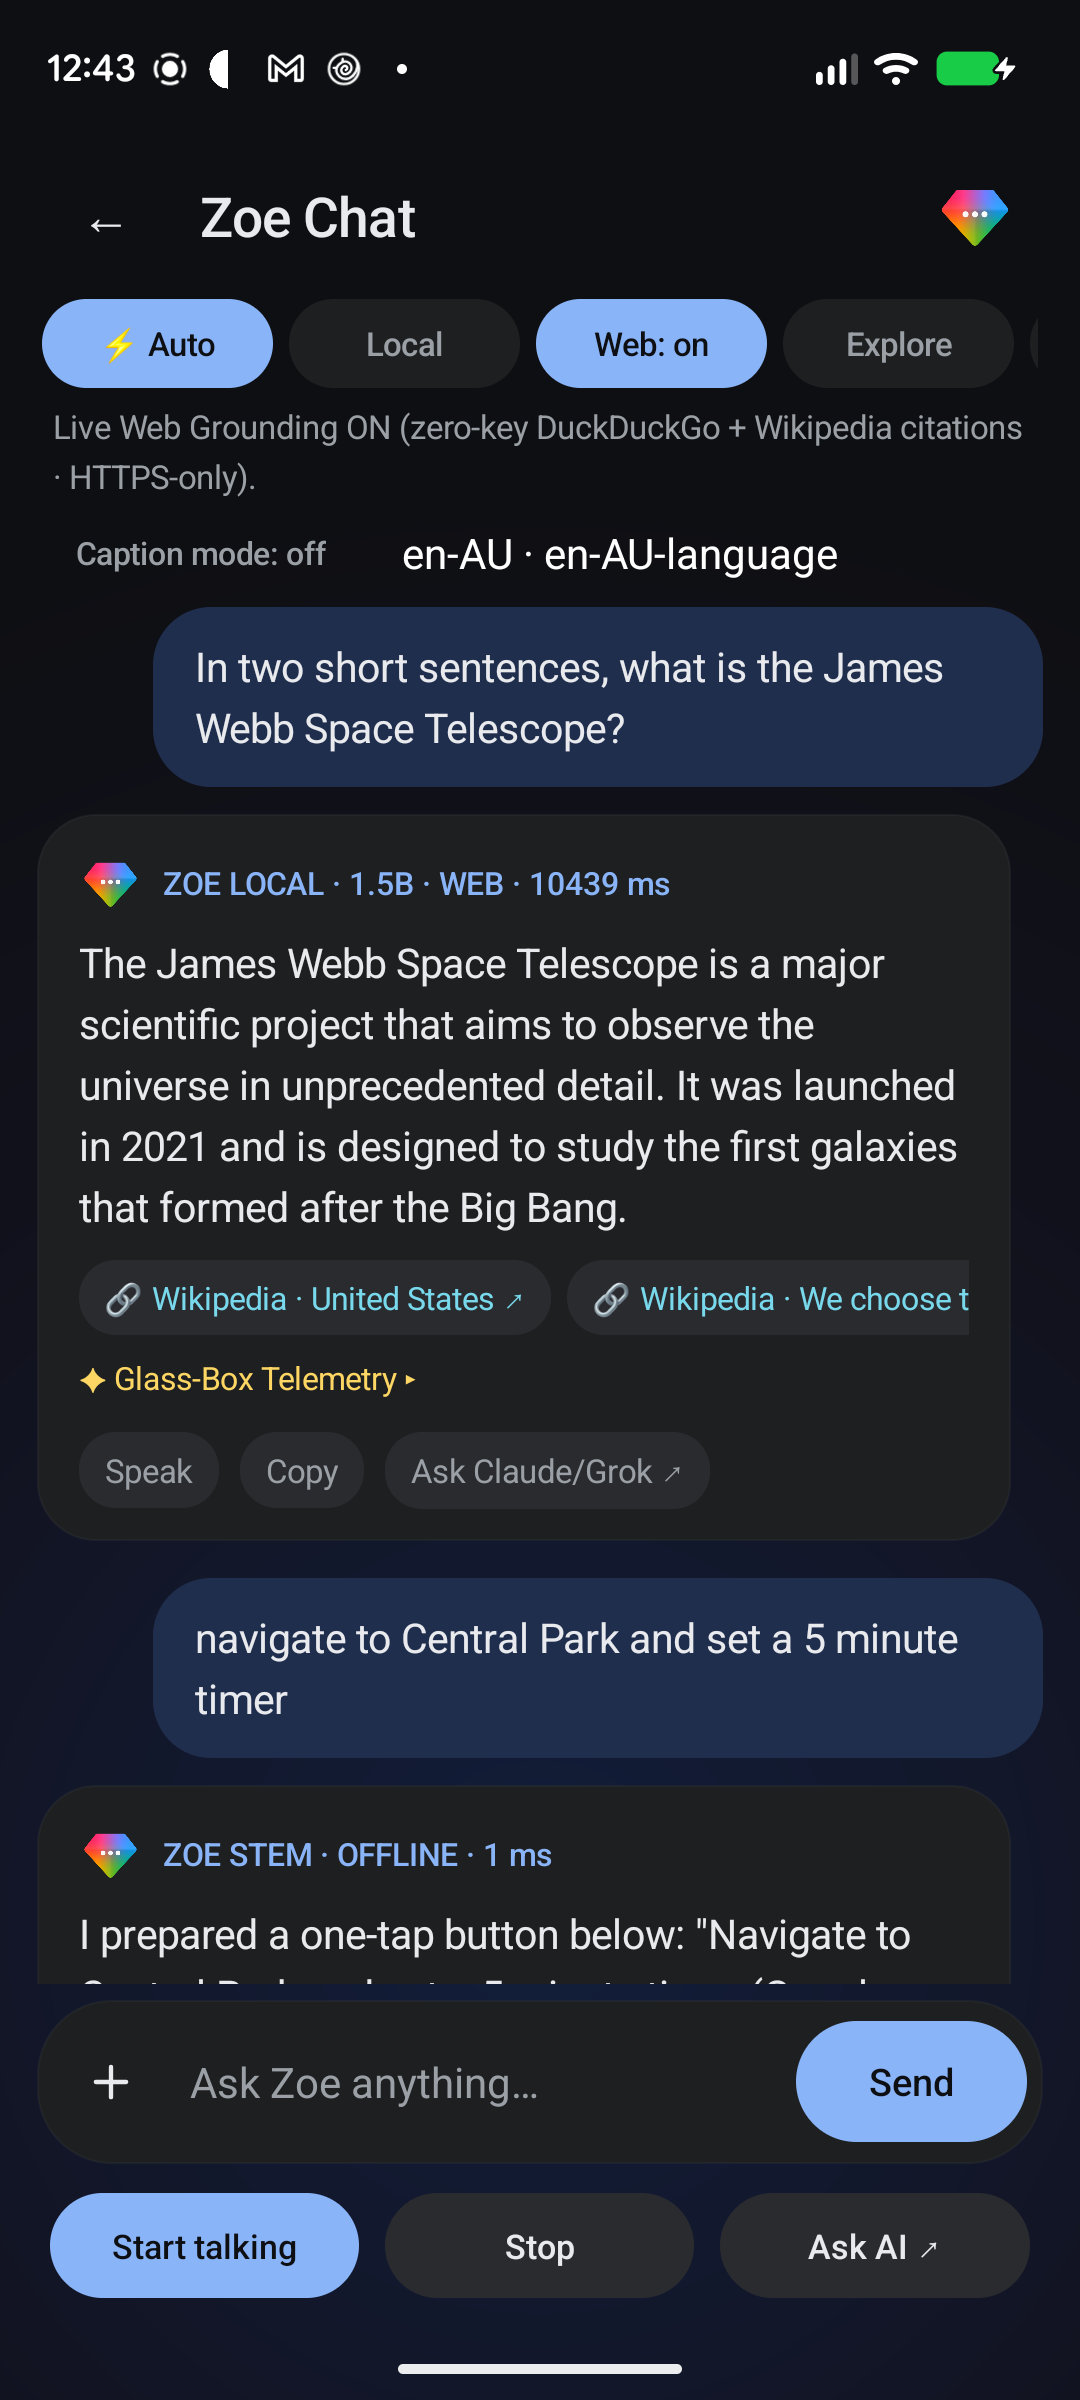 12:43
← Zoe Chat
⚡ Auto Local Web: on Explore
Live Web Grounding ON (zero-key DuckDuckGo + Wikipedia citations
· HTTPS-only).
Caption mode: off en-AU · en-AU-language
In two short sentences, what is the James
Webb Space Telescope?
ZOE LOCAL · 1.5B · WEB · 10439 ms
The James Webb Space Telescope is a major
scientific project that aims to observe the
universe in unprecedented detail. It was launched
in 2021 and is designed to study the first galaxies
that formed after the Big Bang.
🔗 Wikipedia · United States ↗ 🔗 Wikipedia · We choose t
✦ Glass-Box Telemetry ▸
Speak Copy Ask Claude/Grok ↗
navigate to Central Park and set a 5 minute
timer
ZOE STEM · OFFLINE · 1 ms
I prepared a one-tap button below: "Navigate to
+ Ask Zoe anything… Send
Start talking Stop Ask AI ↗